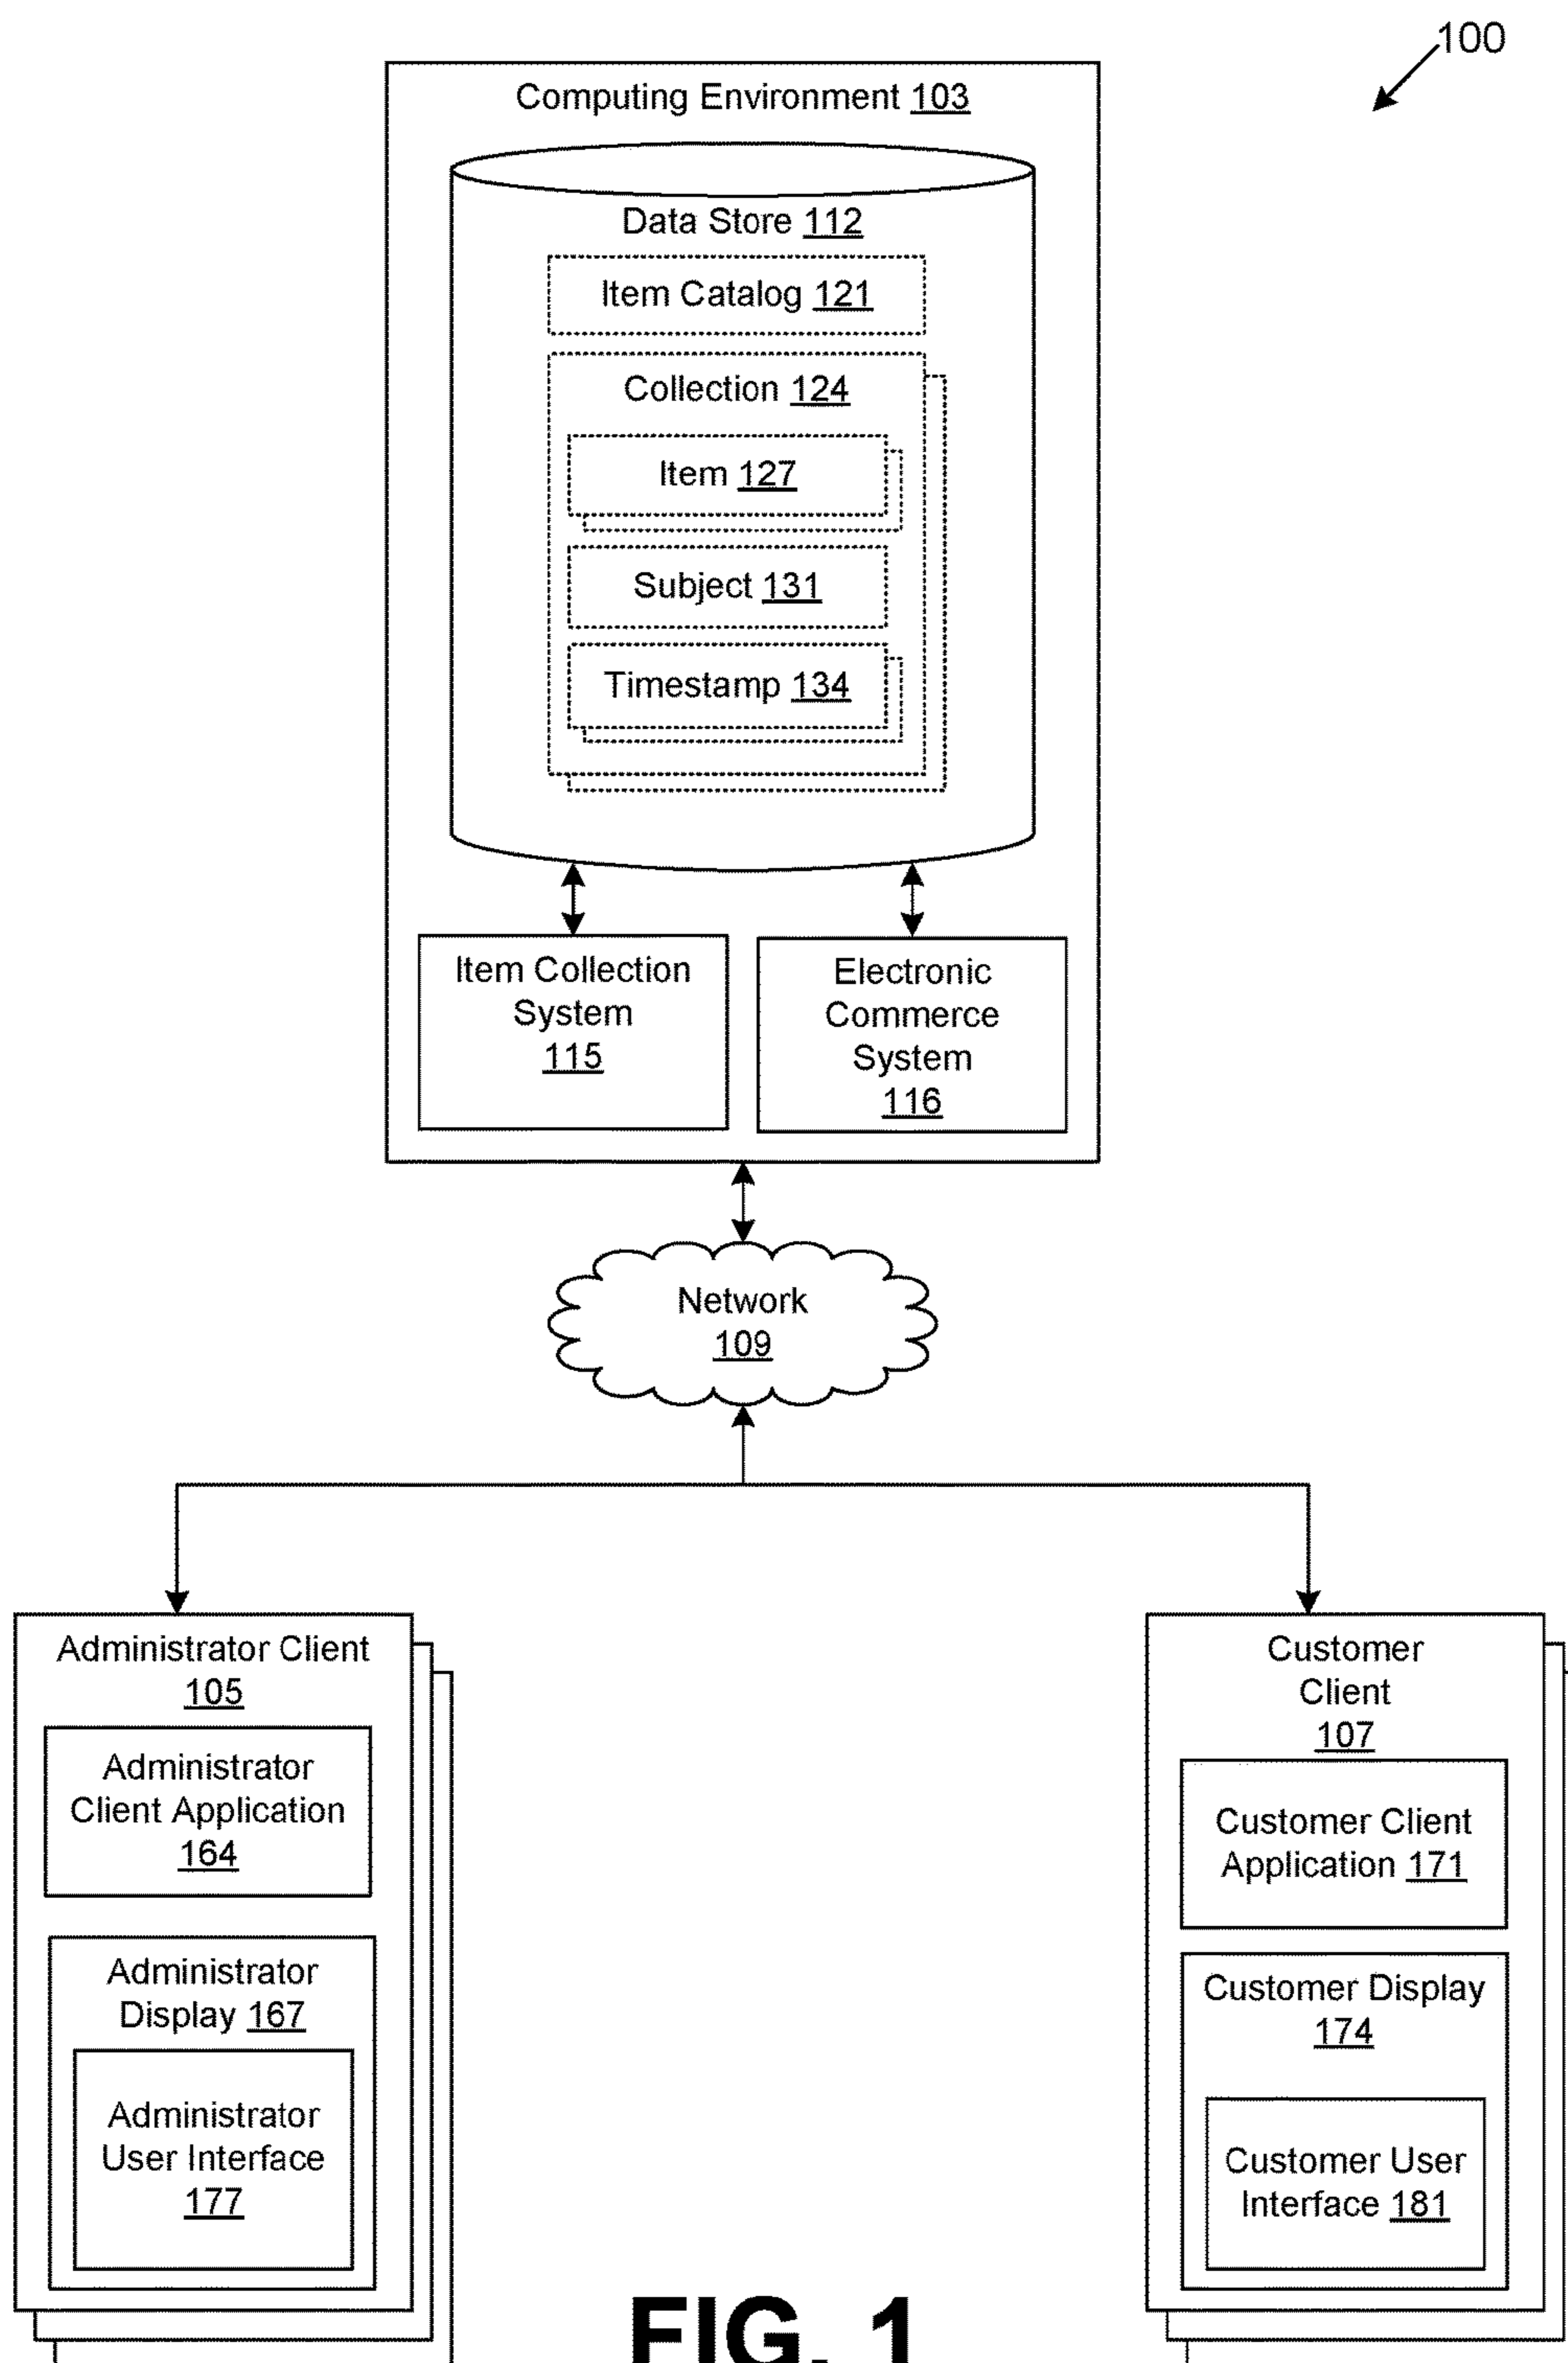 100
Computing Environment 103
Data Store 112
Item Catalog 121
Collection 124
Item 127
Subject 131
Timestamp 134
Item Collection
System
115
Electronic
Commerce
System
116
Network
109
Administrator Client
105
Administrator
Client Application
164
Administrator
Display 167
Administrator
User Interface
177
Customer
Client
107
Customer Client
Application 171
Customer Display
174
Customer User
Interface 181
FIG. 1